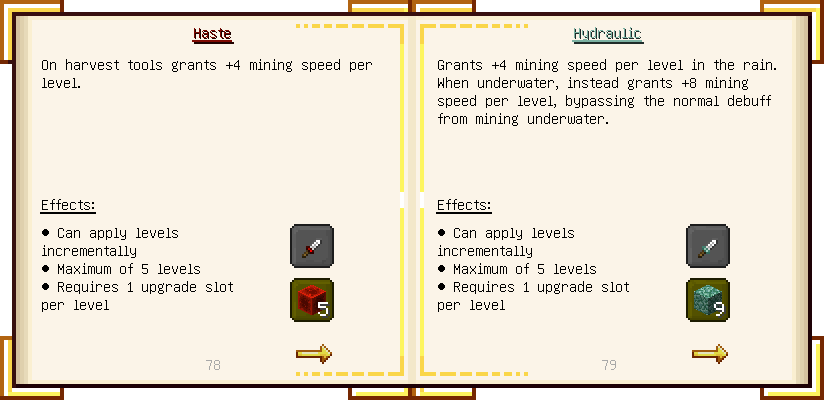 Haste
On harvest tools grants +4 mining speed per
level.
Effects:
● Can apply levels
incrementally
● Maximum of 5 levels
● Requires 1 upgrade slot
per level
5
78
Hydraulic
Grants +4 mining speed per level in the rain.
When underwater, instead grants +8 mining
speed per level, bypassing the normal debuff
from mining underwater.
Effects:
● Can apply levels
incrementally
● Maximum of 5 levels
● Requires 1 upgrade slot
per level
9
79